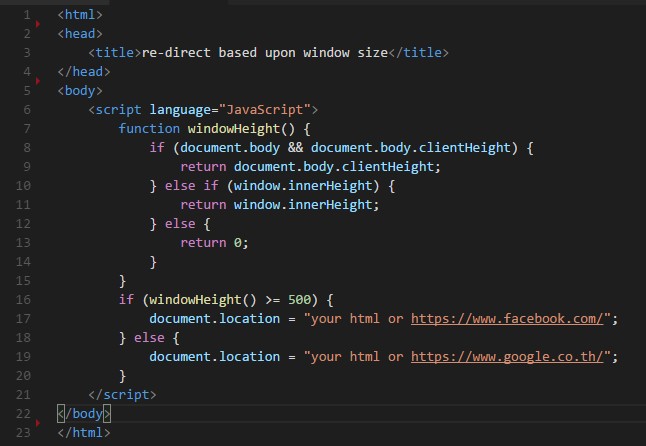 1 <html>
2 <head>
3     <title>re-direct based upon window size</title>
4 </head>
5 <body>
6     <script language="JavaScript">
7         function windowHeight() {
8             if (document.body && document.body.clientHeight) {
9                 return document.body.clientHeight;
10             } else if (window.innerHeight) {
11                 return window.innerHeight;
12             } else {
13                 return 0;
14             }
15         }
16         if (windowHeight() >= 500) {
17             document.location = "your html or https://www.facebook.com/";
18         } else {
19             document.location = "your html or https://www.google.co.th/";
20         }
21     </script>
22 </body>
23 </html>